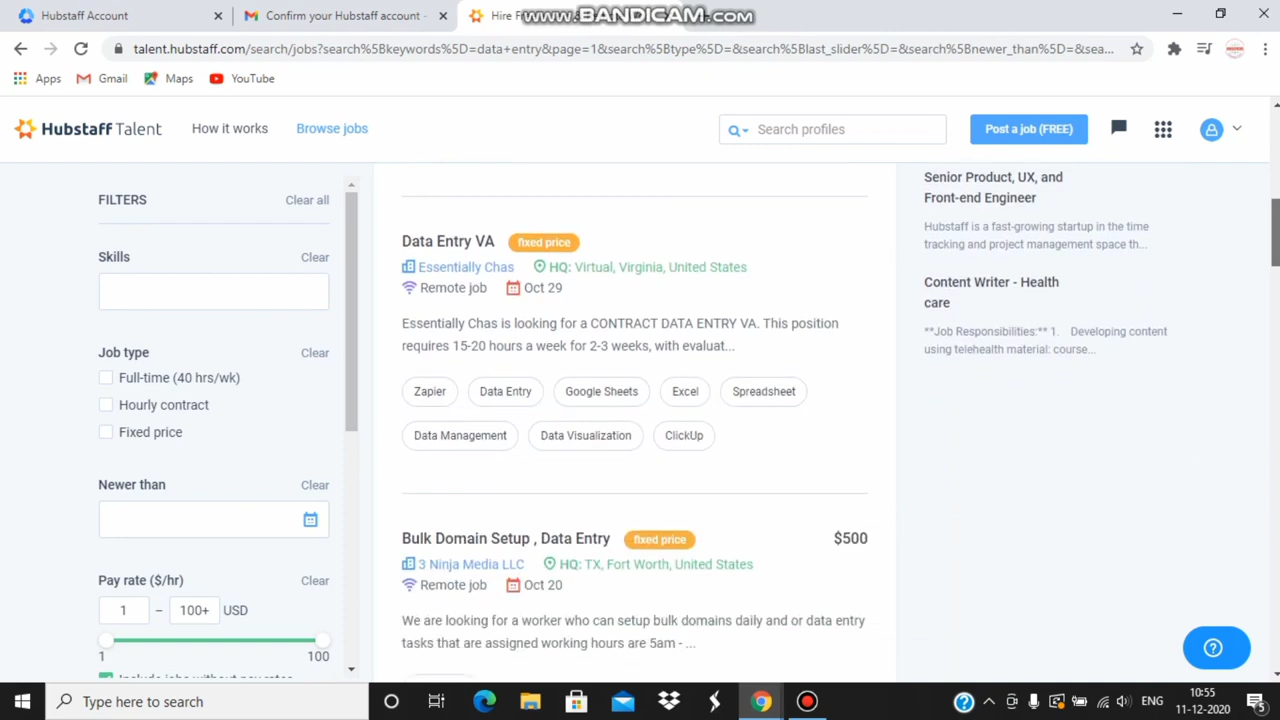 Hubstaff Account
Confirm your Hubstaff account -
Hire F
WWW.BANDICAM.COM
talent.hubstaff.com/search/jobs?search%5Bkeywords%5D=data+entry&page=1&search%5Btype%5D=&search%5Blast_slider%5D=&search%5Bnewer_than%5D=&sea...
Apps
Gmail
Maps
YouTube
Hubstaff Talent
How it works
Browse jobs
Search profiles
Post a job (FREE)
FILTERS
Clear all
Skills
Clear
Job type
Clear
Full-time (40 hrs/wk)
Hourly contract
Fixed price
Newer than
Clear
Pay rate ($/hr)
Clear
1 – 100+ USD
1 100
Include jobs without pay rates
Data Entry VA fixed price
Essentially Chas HQ: Virtual, Virginia, United States
Remote job Oct 29
Essentially Chas is looking for a CONTRACT DATA ENTRY VA. This position
requires 15-20 hours a week for 2-3 weeks, with evaluat...
Zapier Data Entry Google Sheets Excel Spreadsheet
Data Management Data Visualization ClickUp
Bulk Domain Setup , Data Entry fixed price $500
3 Ninja Media LLC HQ: TX, Fort Worth, United States
Remote job Oct 20
We are looking for a worker who can setup bulk domains daily and or data entry
tasks that are assigned working hours are 5am - ...
Senior Product, UX, and
Front-end Engineer
Hubstaff is a fast-growing startup in the time
tracking and project management space th...
Content Writer - Health
care
**Job Responsibilities:** 1. Developing content
using telehealth material: course...
Type here to search
ENG
10:55
11-12-2020
5